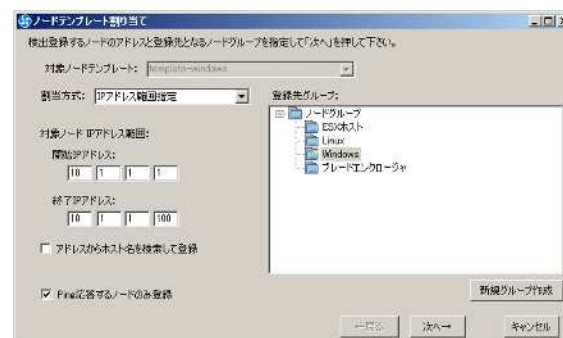 ノードテンプレート割り当て
検出登録するノードのアドレスと登録先となるノードグループを指定して「次へ」を押して下さい。
対象ノードテンプレート: template-windows
割当方式: IPアドレス範囲指定
登録先グループ:
ノードグループ
ESXホスト
Linux
Windows
ブレードエンクロージャ
対象ノード IPアドレス範囲:
開始IPアドレス:
10 1 1 1
終了IPアドレス:
10 1 1 100
アドレスからホスト名を検索して登録
Ping応答するノードのみ登録
新規グループ作成
←戻る 次へ→ キャンセル